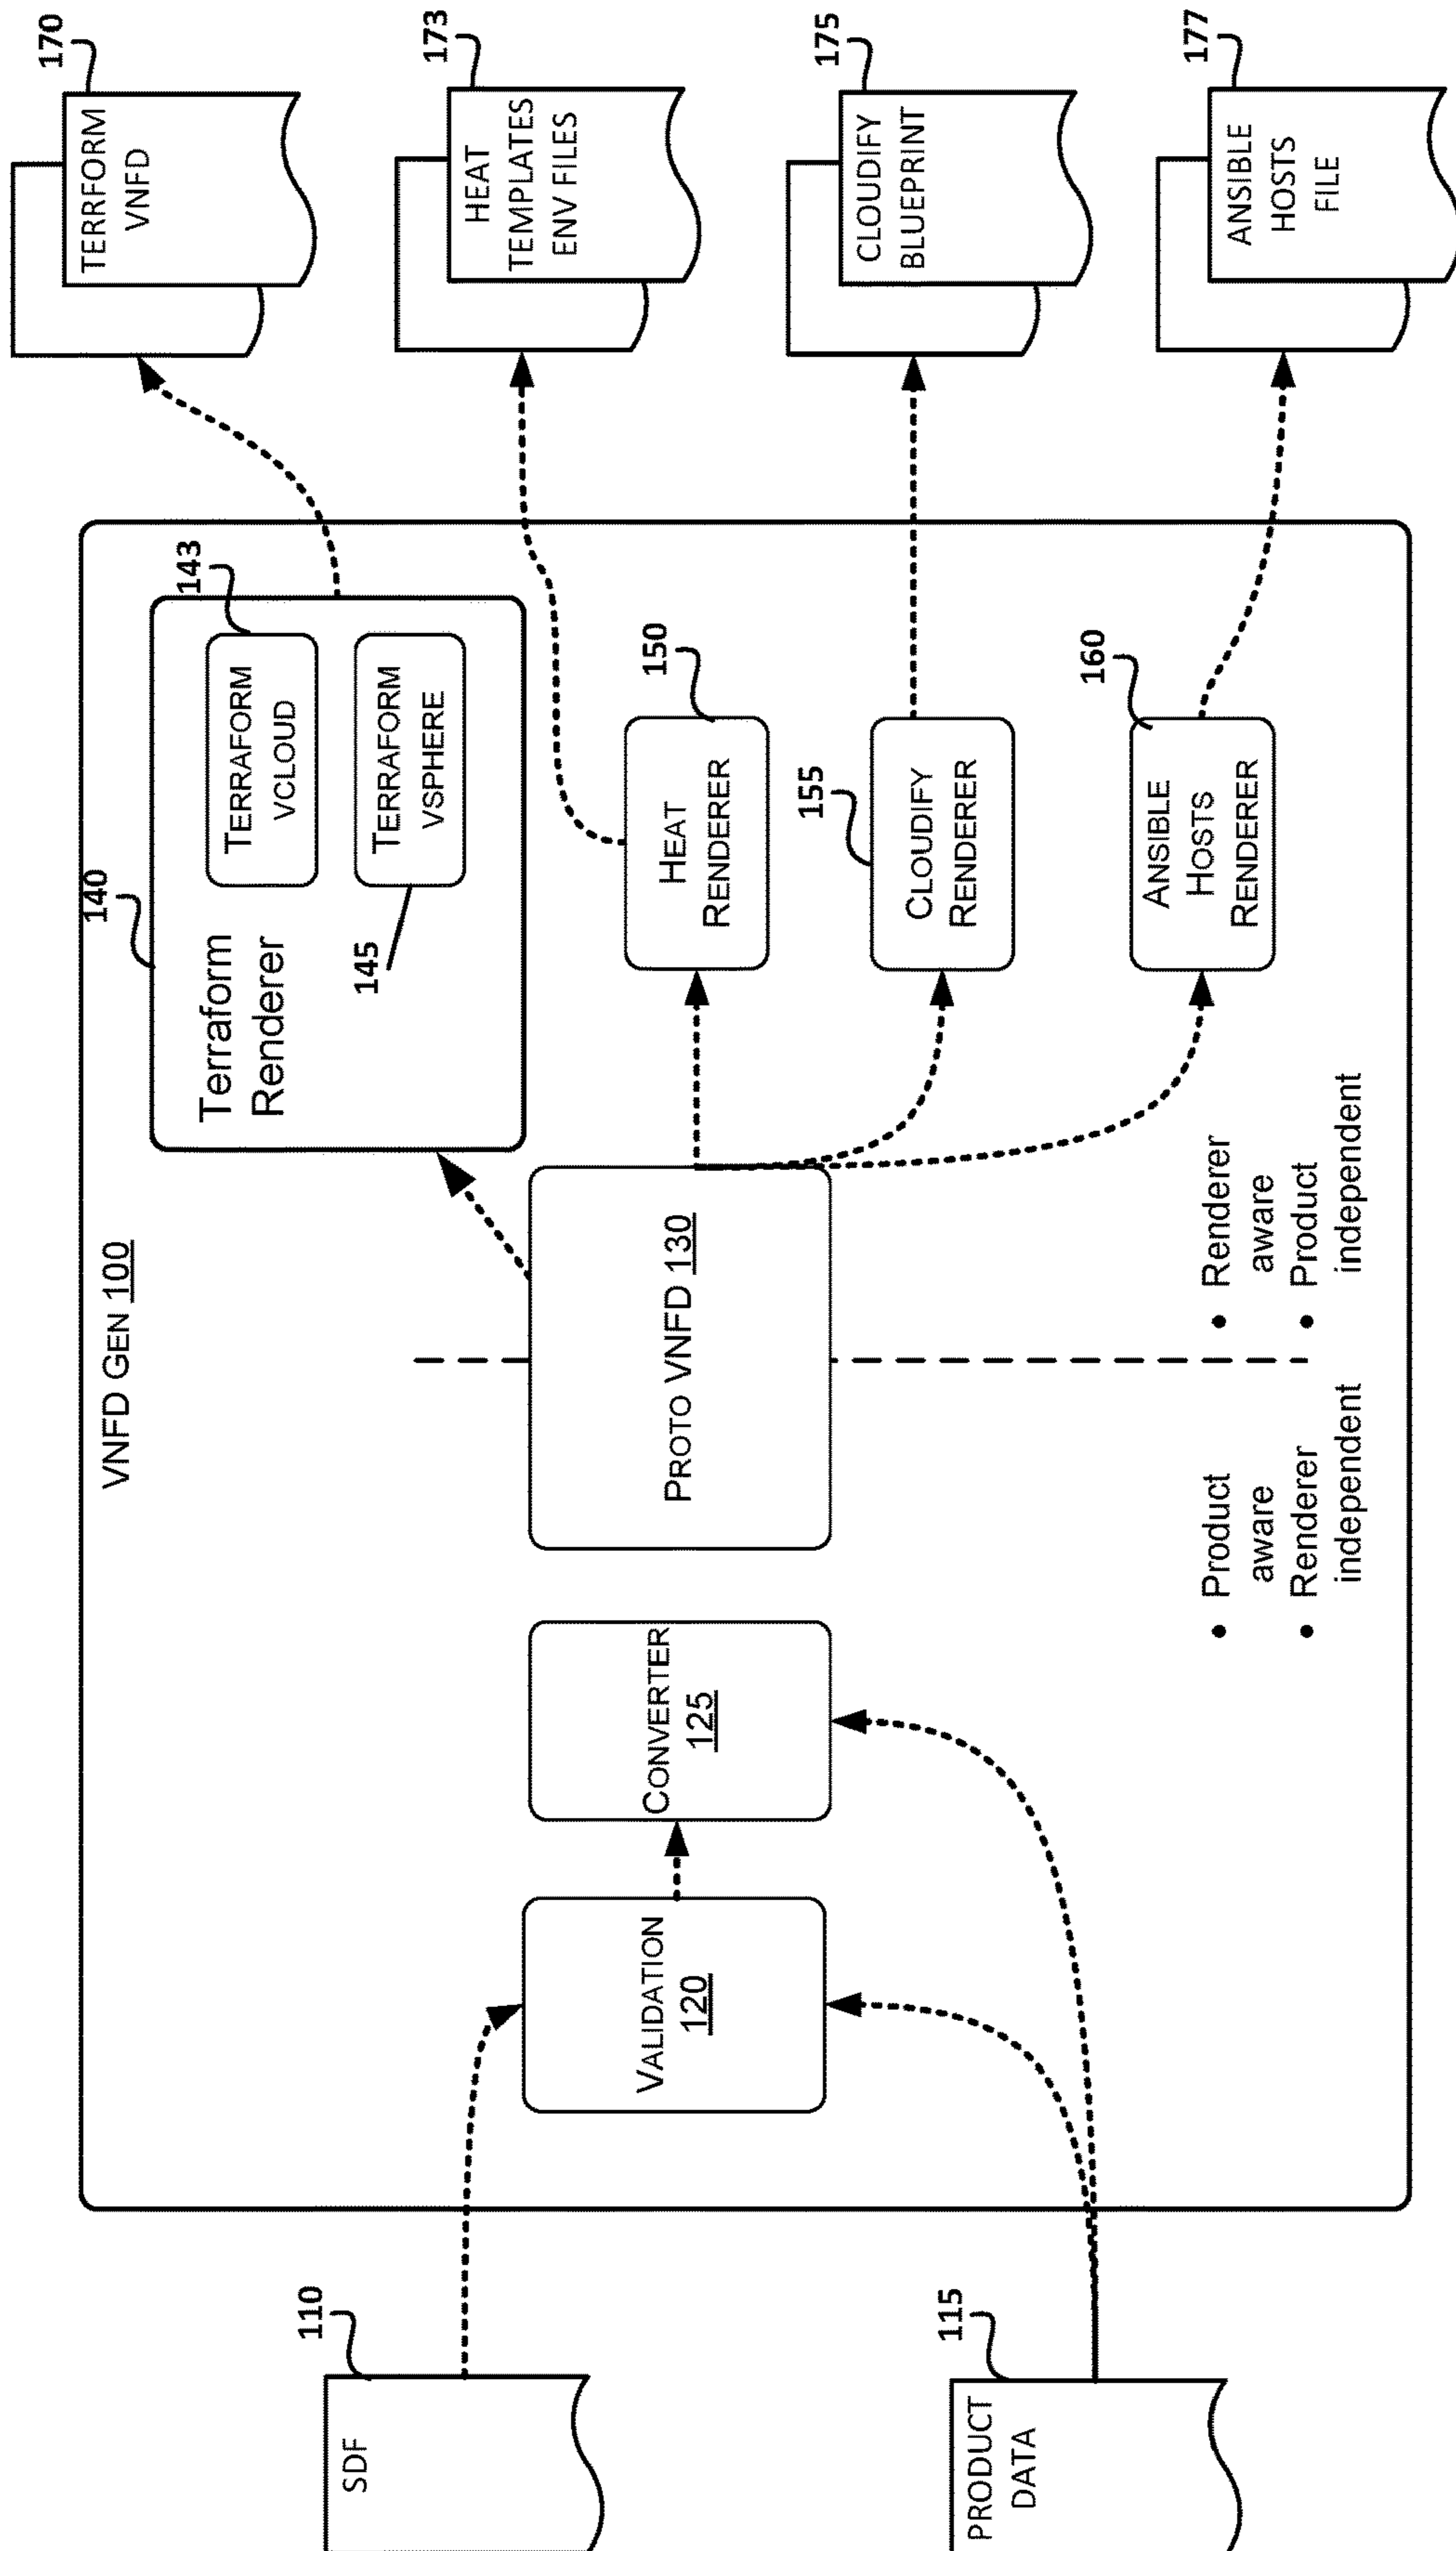 VNFD GEN 100
SDF
110
PRODUCT
DATA
115
VALIDATION
120
CONVERTER
125
PROTO VNFD 130
• Product
aware
• Renderer
independent
• Renderer
aware
• Product
independent
140
Terraform
Renderer
TERRAFORM
VCLOUD
143
TERRAFORM
VSPHERE
145
HEAT
RENDERER
150
CLOUDIFY
RENDERER
155
ANSIBLE
HOSTS
RENDERER
160
TERRFORM
VNFD
170
HEAT
TEMPLATES
ENV FILES
173
CLOUDIFY
BLUEPRINT
175
ANSIBLE
HOSTS
FILE
177